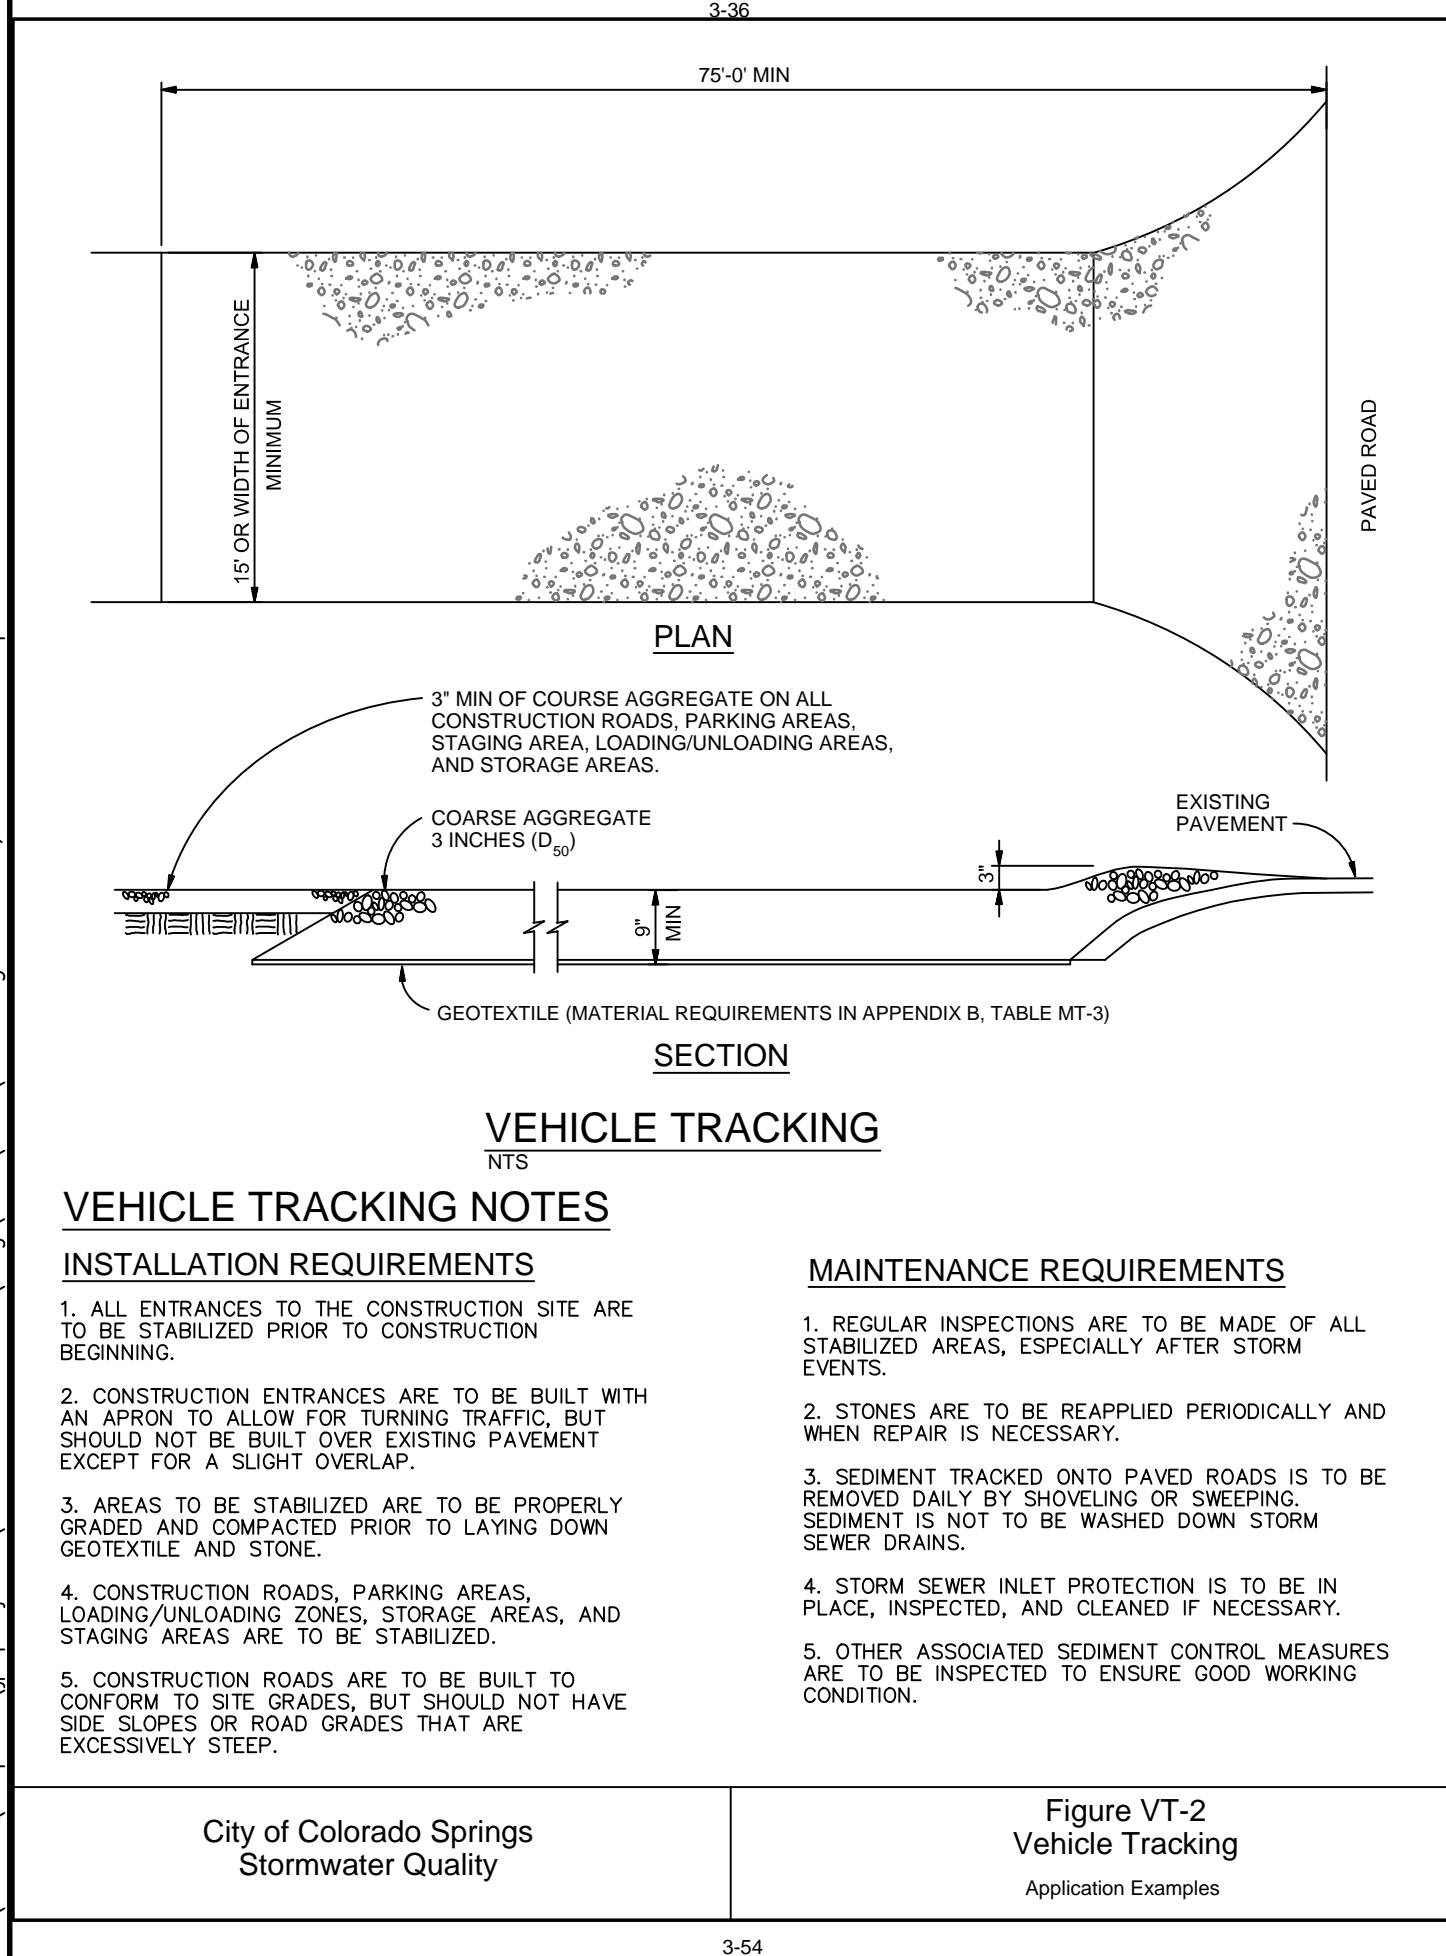 3-36
75'-0' MIN
15' OR WIDTH OF ENTRANCE
MINIMUM
PAVED ROAD
PLAN
3" MIN OF COURSE AGGREGATE ON ALL
CONSTRUCTION ROADS, PARKING AREAS,
STAGING AREA, LOADING/UNLOADING AREAS,
AND STORAGE AREAS.
COARSE AGGREGATE
3 INCHES (D50)
EXISTING
PAVEMENT
3"
9"
MIN
GEOTEXTILE (MATERIAL REQUIREMENTS IN APPENDIX B, TABLE MT-3)
SECTION
VEHICLE TRACKING
NTS
VEHICLE TRACKING NOTES
INSTALLATION REQUIREMENTS
1. ALL ENTRANCES TO THE CONSTRUCTION SITE ARE
TO BE STABILIZED PRIOR TO CONSTRUCTION
BEGINNING.
2. CONSTRUCTION ENTRANCES ARE TO BE BUILT WITH
AN APRON TO ALLOW FOR TURNING TRAFFIC, BUT
SHOULD NOT BE BUILT OVER EXISTING PAVEMENT
EXCEPT FOR A SLIGHT OVERLAP.
3. AREAS TO BE STABILIZED ARE TO BE PROPERLY
GRADED AND COMPACTED PRIOR TO LAYING DOWN
GEOTEXTILE AND STONE.
4. CONSTRUCTION ROADS, PARKING AREAS,
LOADING/UNLOADING ZONES, STORAGE AREAS, AND
STAGING AREAS ARE TO BE STABILIZED.
5. CONSTRUCTION ROADS ARE TO BE BUILT TO
CONFORM TO SITE GRADES, BUT SHOULD NOT HAVE
SIDE SLOPES OR ROAD GRADES THAT ARE
EXCESSIVELY STEEP.
MAINTENANCE REQUIREMENTS
1. REGULAR INSPECTIONS ARE TO BE MADE OF ALL
STABILIZED AREAS, ESPECIALLY AFTER STORM
EVENTS.
2. STONES ARE TO BE REAPPLIED PERIODICALLY AND
WHEN REPAIR IS NECESSARY.
3. SEDIMENT TRACKED ONTO PAVED ROADS IS TO BE
REMOVED DAILY BY SHOVELING OR SWEEPING.
SEDIMENT IS NOT TO BE WASHED DOWN STORM
SEWER DRAINS.
4. STORM SEWER INLET PROTECTION IS TO BE IN
PLACE, INSPECTED, AND CLEANED IF NECESSARY.
5. OTHER ASSOCIATED SEDIMENT CONTROL MEASURES
ARE TO BE INSPECTED TO ENSURE GOOD WORKING
CONDITION.
City of Colorado Springs
Stormwater Quality
Figure VT-2
Vehicle Tracking
Application Examples
3-54